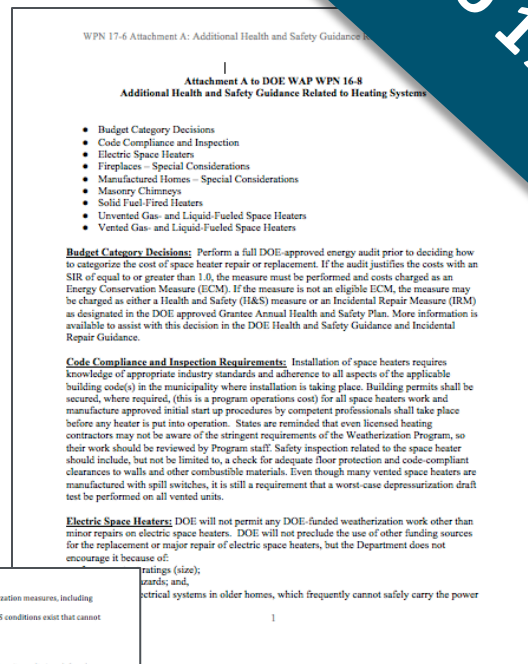 WPN 17-6 Attachment A: Additional Health and Safety Guidance
Attachment A to DOE WAP WPN 16-8
Additional Health and Safety Guidance Related to Heating Systems
● Budget Category Decisions
● Code Compliance and Inspection
● Electric Space Heaters
● Fireplaces – Special Considerations
● Manufactured Homes – Special Considerations
● Masonry Chimneys
● Solid Fuel-Fired Heaters
● Unvented Gas- and Liquid-Fueled Space Heaters
● Vented Gas- and Liquid-Fueled Space Heaters
Budget Category Decisions: Perform a full DOE-approved energy audit prior to deciding how
to categorize the cost of space heater repair or replacement. If the audit justifies the costs with an
SIR of equal to or greater than 1.0, the measure must be performed and costs charged as an
Energy Conservation Measure (ECM). If the measure is not an eligible ECM, the measure may
be charged as either a Health and Safety (H&S) measure or an Incidental Repair Measure (IRM)
as designated in the DOE approved Grantee Annual Health and Safety Plan. More information is
available to assist with this decision in the DOE Health and Safety Guidance and Incidental
Repair Guidance.
Code Compliance and Inspection Requirements: Installation of space heaters requires
knowledge of appropriate industry standards and adherence to all aspects of the applicable
building code(s) in the municipality where installation is taking place. Building permits shall be
secured, where required, (this is a program operations cost) for all space heaters work and
manufacture approved initial start up procedures by competent professionals shall take place
before any heater is put into operation. States are reminded that even licensed heating
contractors may not be aware of the stringent requirements of the Weatherization Program, so
their work should be reviewed by Program staff. Safety inspection related to the space heater
should include, but not be limited to, a check for adequate floor protection and code-compliant
clearances to walls and other combustible materials. Even though many vented space heaters are
manufactured with spill switches, it is still a requirement that a worst-case depressurization draft
test be performed on all vented units.
Electric Space Heaters: DOE will not permit any DOE-funded weatherization work other than
minor repairs on electric space heaters. DOE will not preclude the use of other funding sources
for the replacement or major repair of electric space heaters, but the Department does not
encourage it because of:
ratings (size);
and,
systems in older homes, which frequently cannot safely carry the power
1
measures, including
conditions exist that cannot